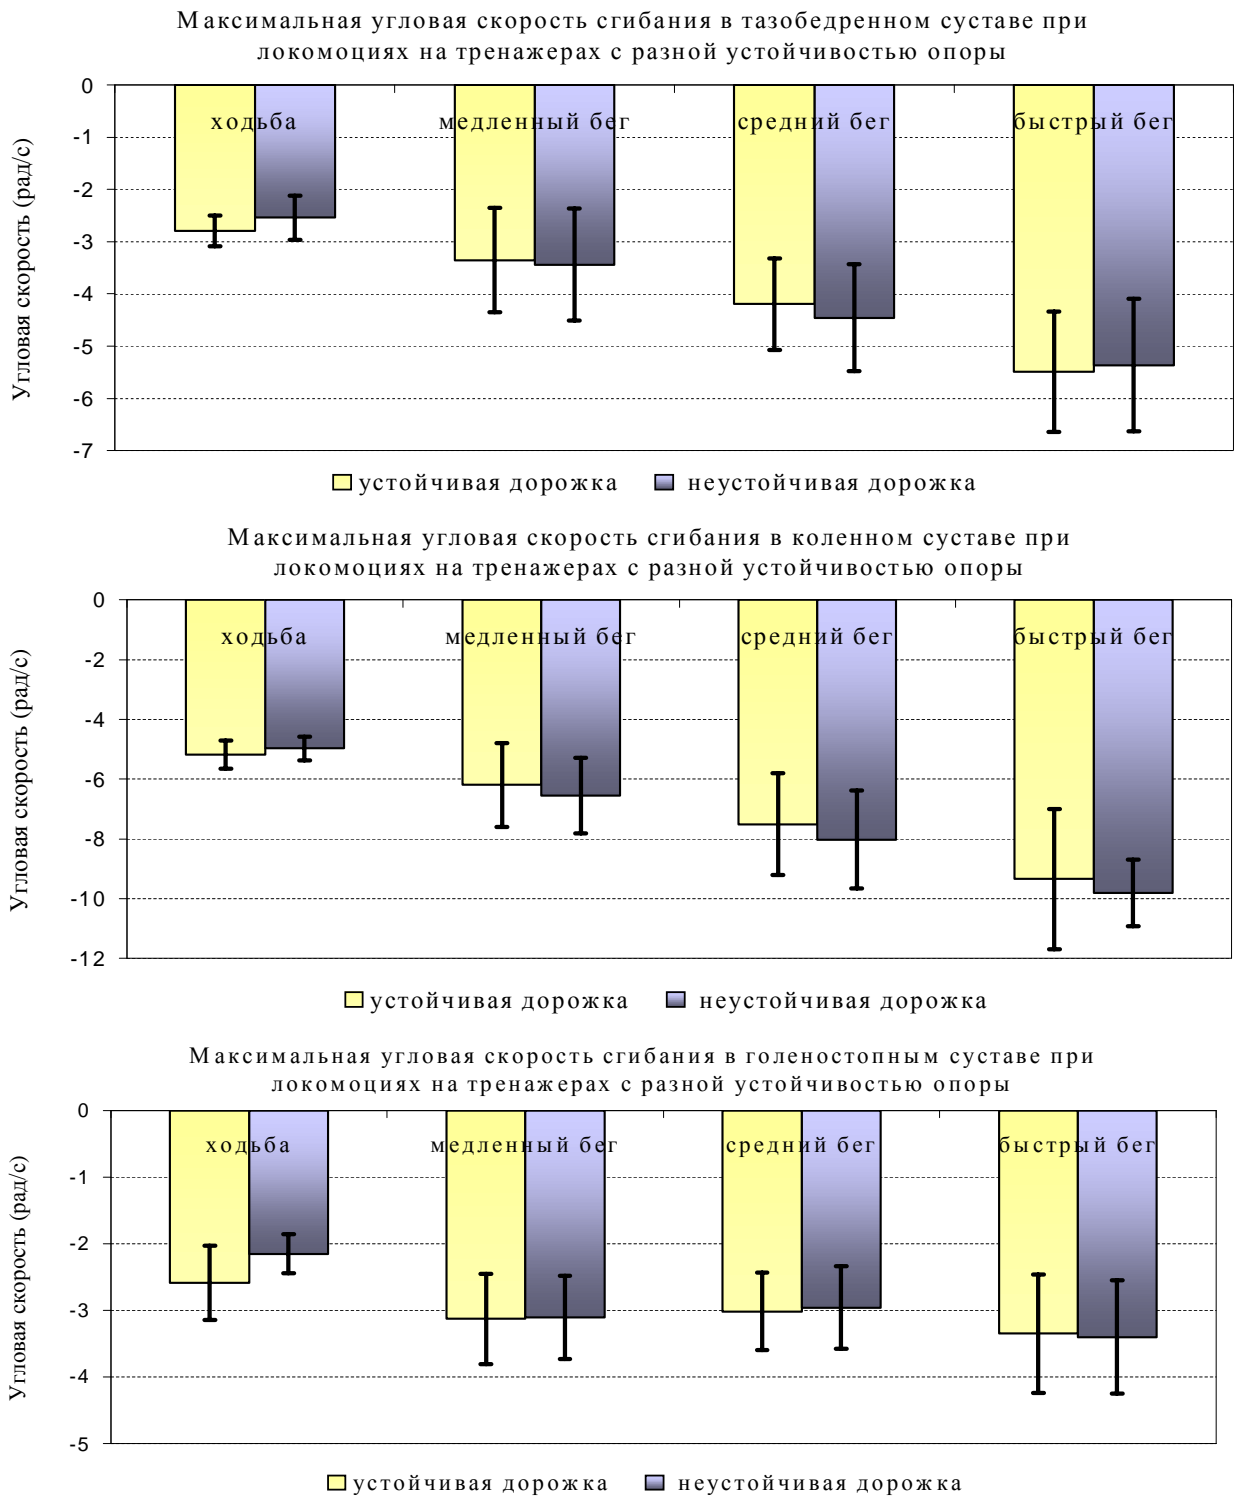 Максимальная угловая скорость сгибания в тазобедренном суставе при
локомоциях на тренажерах с разной устойчивостью опоры
Угловая скорость (рад/с)
0
-1
-2
-3
-4
-5
-6
-7
ходьба
медленный бег
средний бег
быстрый бег
устойчивая дорожка
неустойчивая дорожка
Максимальная угловая скорость сгибания в коленном суставе при
локомоциях на тренажерах с разной устойчивостью опоры
Угловая скорость (рад/с)
0
-2
-4
-6
-8
-10
-12
ходьба
медленный бег
средний бег
быстрый бег
устойчивая дорожка
неустойчивая дорожка
Максимальная угловая скорость сгибания в голеностопным суставе при
локомоциях на тренажерах с разной устойчивостью опоры
Угловая скорость (рад/с)
0
-1
-2
-3
-4
-5
ходьба
медленный бег
средний бег
быстрый бег
устойчивая дорожка
неустойчивая дорожка